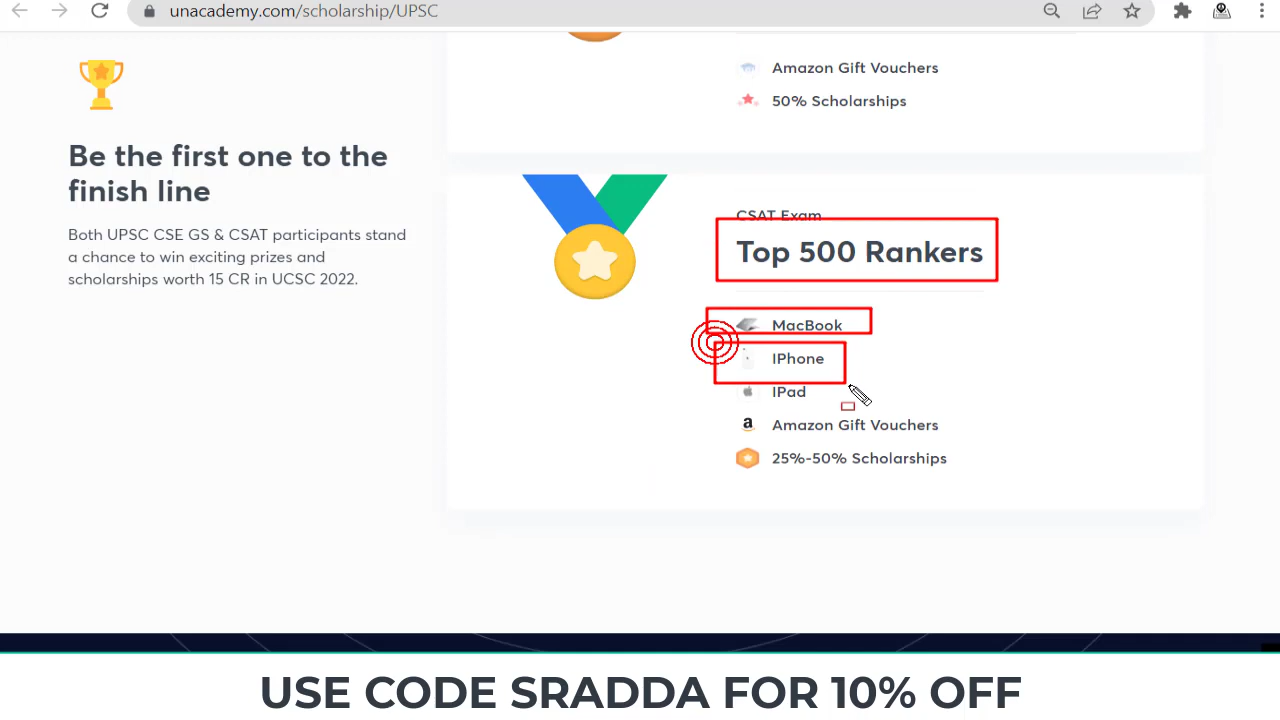 unacademy.com/scholarship/UPSC
Amazon Gift Vouchers
50% Scholarships
Be the first one to the
finish line
Both UPSC CSE GS & CSAT participants stand
a chance to win exciting prizes and
scholarships worth 15 CR in UCSC 2022.
CSAT Exam
Top 500 Rankers
MacBook
IPhone
IPad
a Amazon Gift Vouchers
25%-50% Scholarships
USE CODE SRADDA FOR 10% OFF